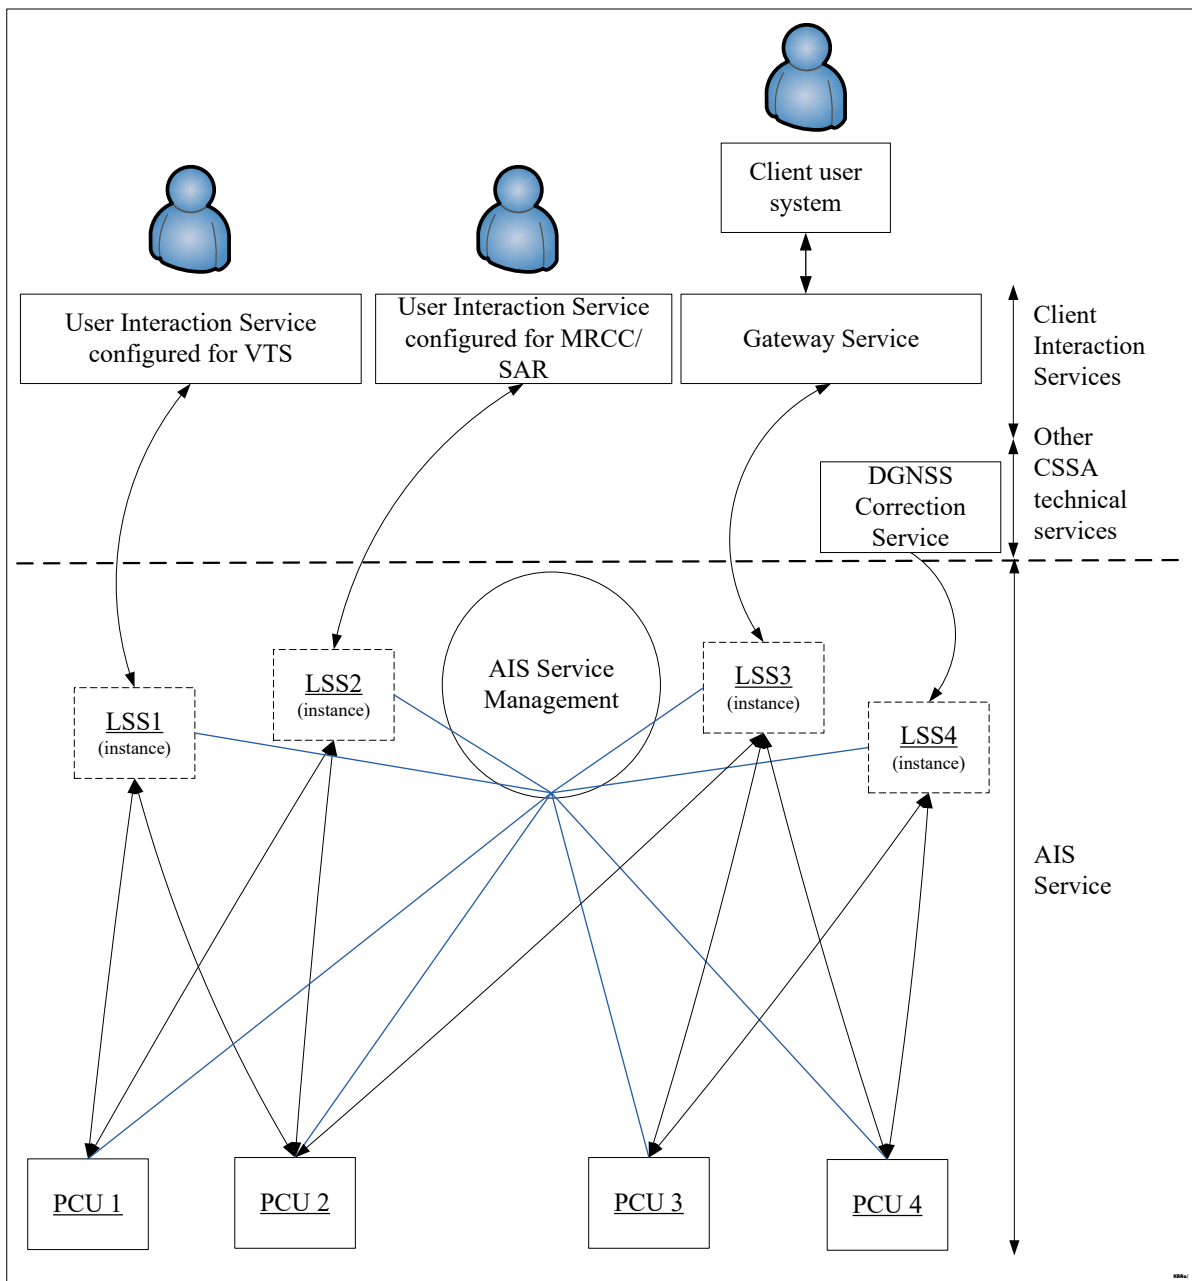 Client user
system
User Interaction Service
configured for VTS
User Interaction Service
configured for MRCC/
SAR
Gateway Service
Client
Interaction
Services
Other
CSSA
technical
services
DGNSS
Correction
Service
AIS Service
Management
LSS1
(instance)
LSS2
(instance)
LSS3
(instance)
LSS4
(instance)
AIS
Service
PCU 1
PCU 2
PCU 3
PCU 4